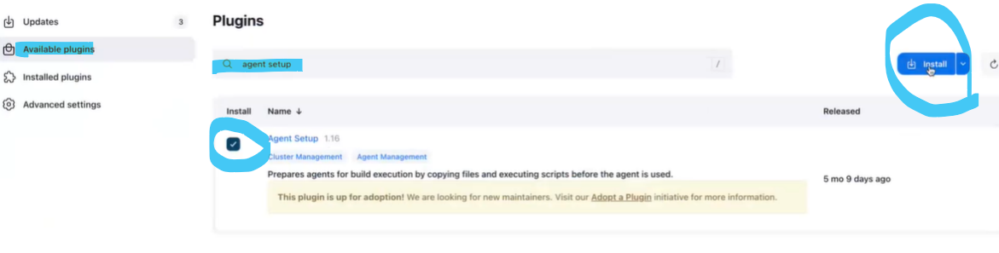 Updates 3
Available plugins
Installed plugins
Advanced settings
Plugins
agent setup /
Install
Install Name ↓ Released
Agent Setup 1.16
Cluster Management Agent Management
Prepares agents for build execution by copying files and executing scripts before the agent is used.
This plugin is up for adoption! We are looking for new maintainers. Visit our Adopt a Plugin initiative for more information.
5 mo 9 days ago